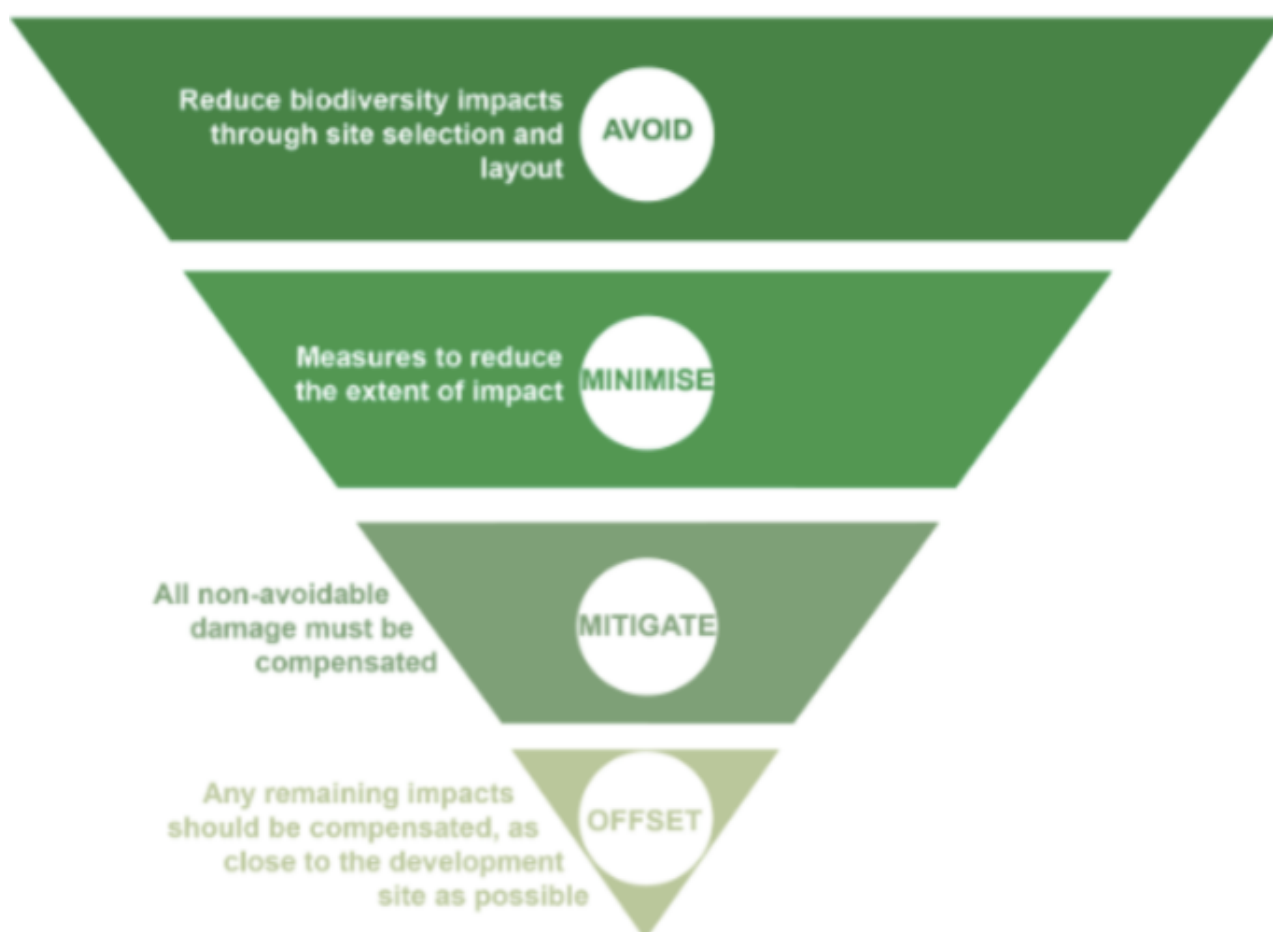 Reduce biodiversity impacts
through site selection and
layout
AVOID
Measures to reduce
the extent of impact
MINIMISE
All non-avoidable
damage must be
compensated
MITIGATE
Any remaining impacts
should be compensated, as
close to the development
site as possible
OFFSET